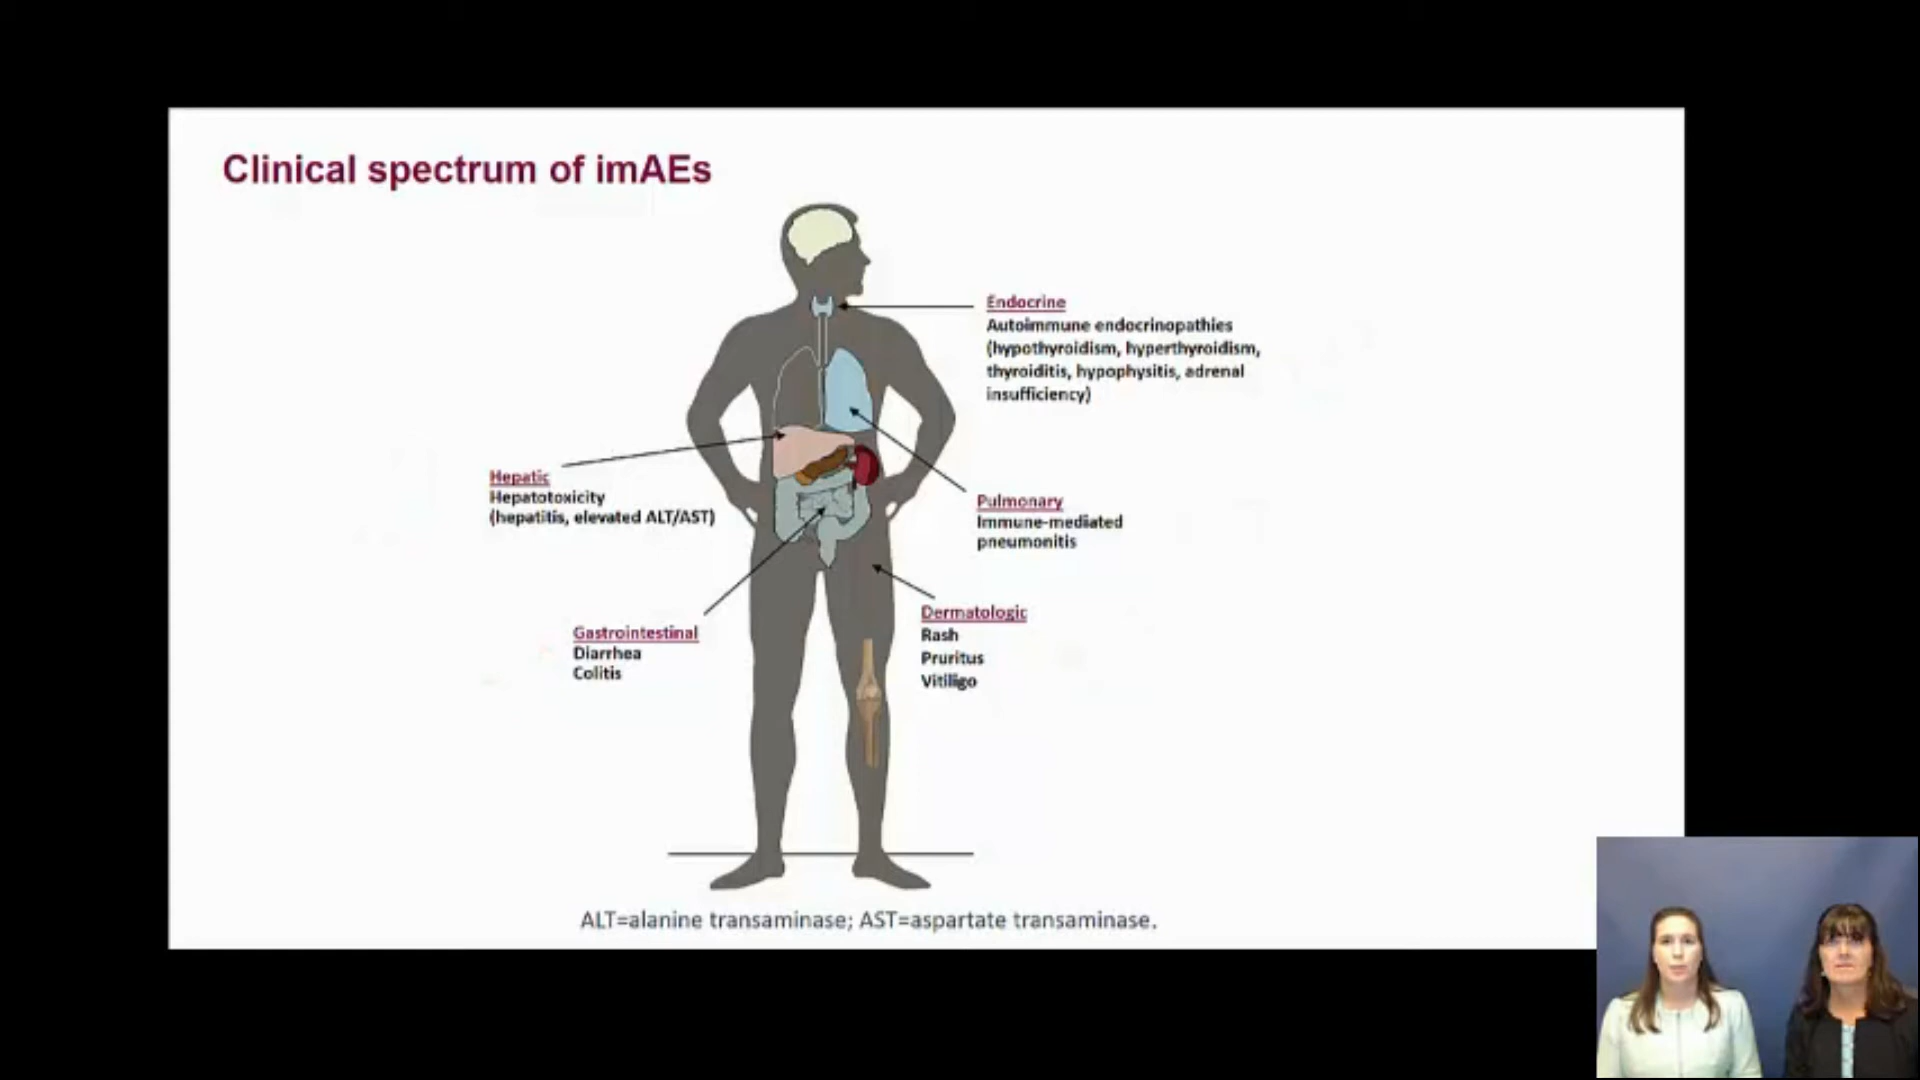 Clinical spectrum of imAEs
Endocrine
Autoimmune endocrinopathies
(hypothyroidism, hyperthyroidism,
thyroiditis, hypophysitis, adrenal
insufficiency)
Hepatic
Hepatotoxicity
(hepatitis, elevated ALT/AST)
Pulmonary
Immune-mediated
pneumonitis
Gastrointestinal
Diarrhea
Colitis
Dermatologic
Rash
Pruritus
Vitiligo
ALT=alanine transaminase; AST=aspartate transaminase.